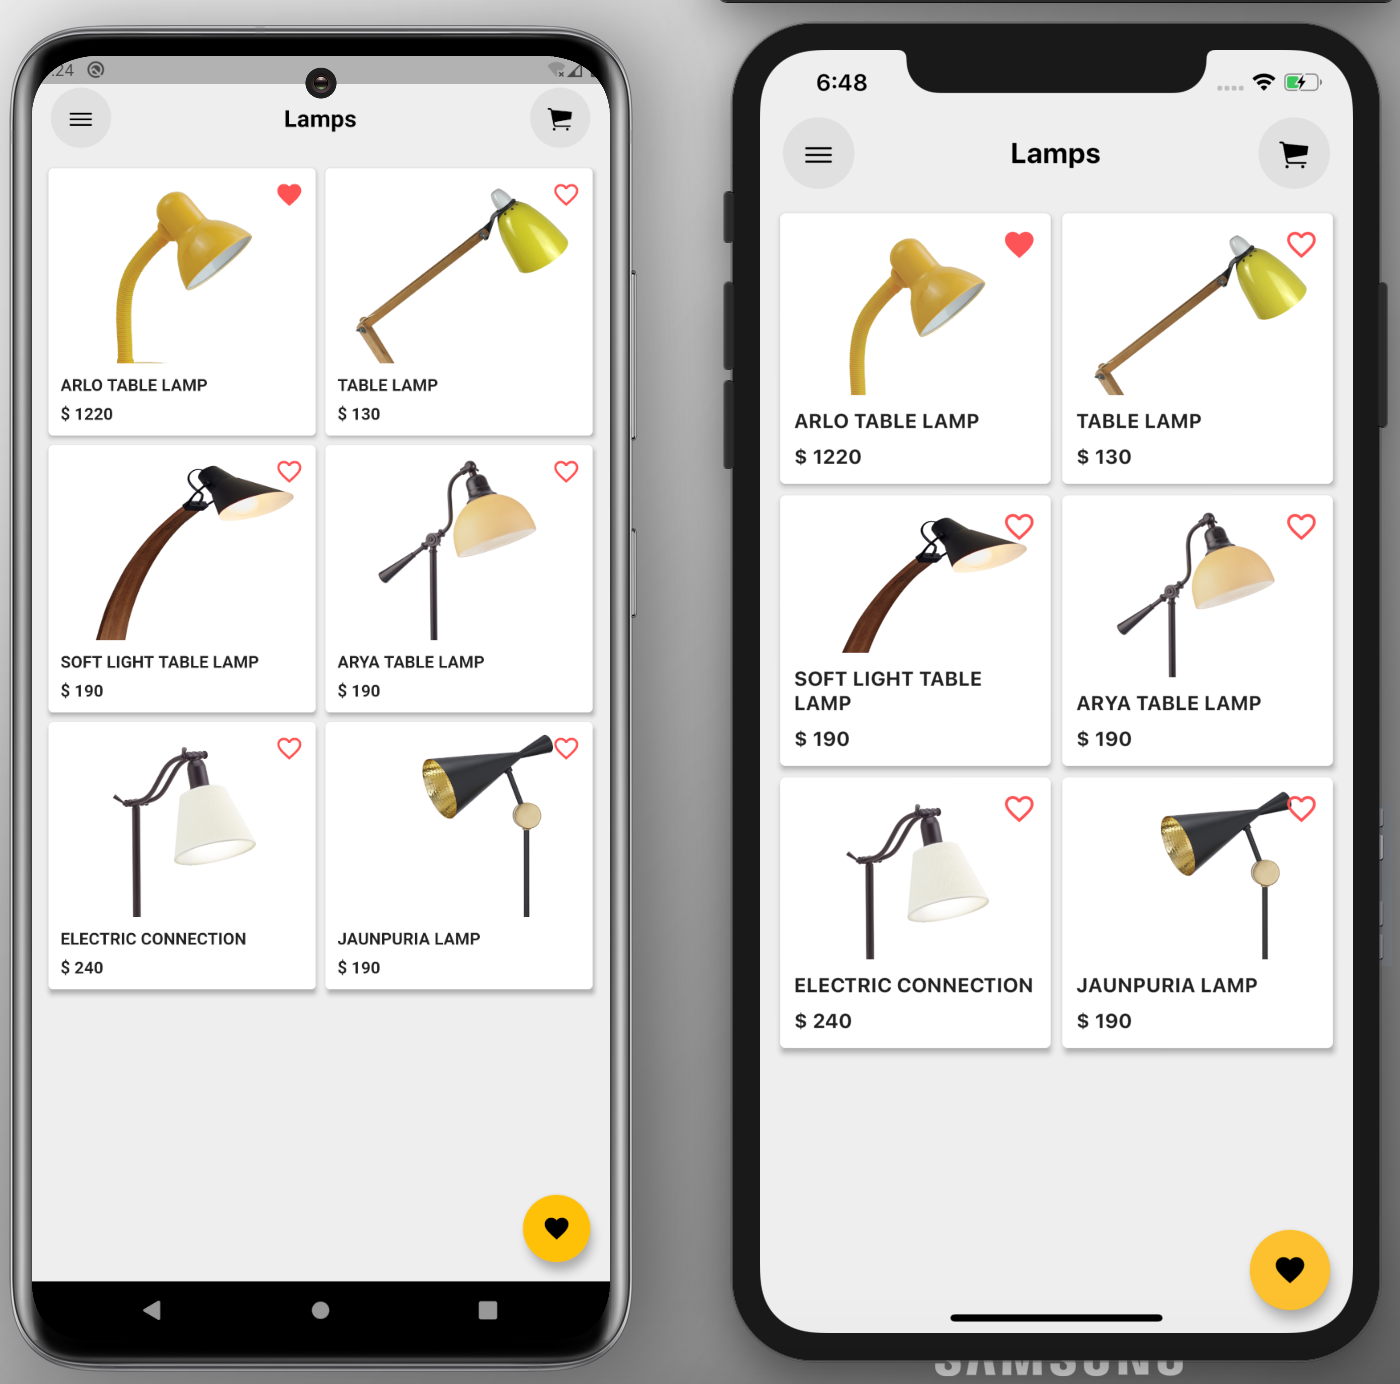 :24
Lamps
ARLO TABLE LAMP
$ 1220
TABLE LAMP
$ 130
SOFT LIGHT TABLE LAMP
$ 190
ARYA TABLE LAMP
$ 190
ELECTRIC CONNECTION
$ 240
JAUNPURIA LAMP
$ 190
6:48
Lamps
ARLO TABLE LAMP
$ 1220
TABLE LAMP
$ 130
SOFT LIGHT TABLE
LAMP
$ 190
ARYA TABLE LAMP
$ 190
ELECTRIC CONNECTION
$ 240
JAUNPURIA LAMP
$ 190
SAMSUNG